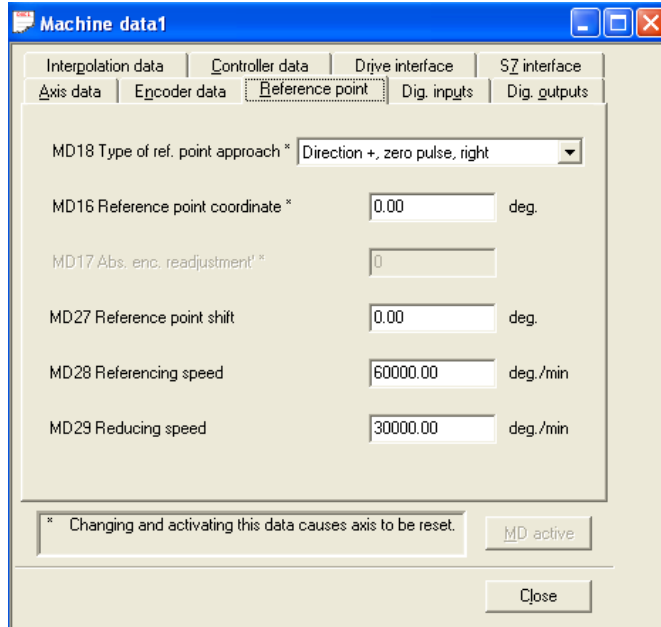 Machine data1
Interpolation data Controller data Drive interface S7 interface
Axis data Encoder data Reference point Dig. inputs Dig. outputs
MD18 Type of ref. point approach * Direction +, zero pulse, right
MD16 Reference point coordinate * 0.00 deg.
MD17 Abs. enc. readjustment' * 0
MD27 Reference point shift 0.00 deg.
MD28 Referencing speed 60000.00 deg./min
MD29 Reducing speed 30000.00 deg./min
* Changing and activating this data causes axis to be reset. MD active
Close